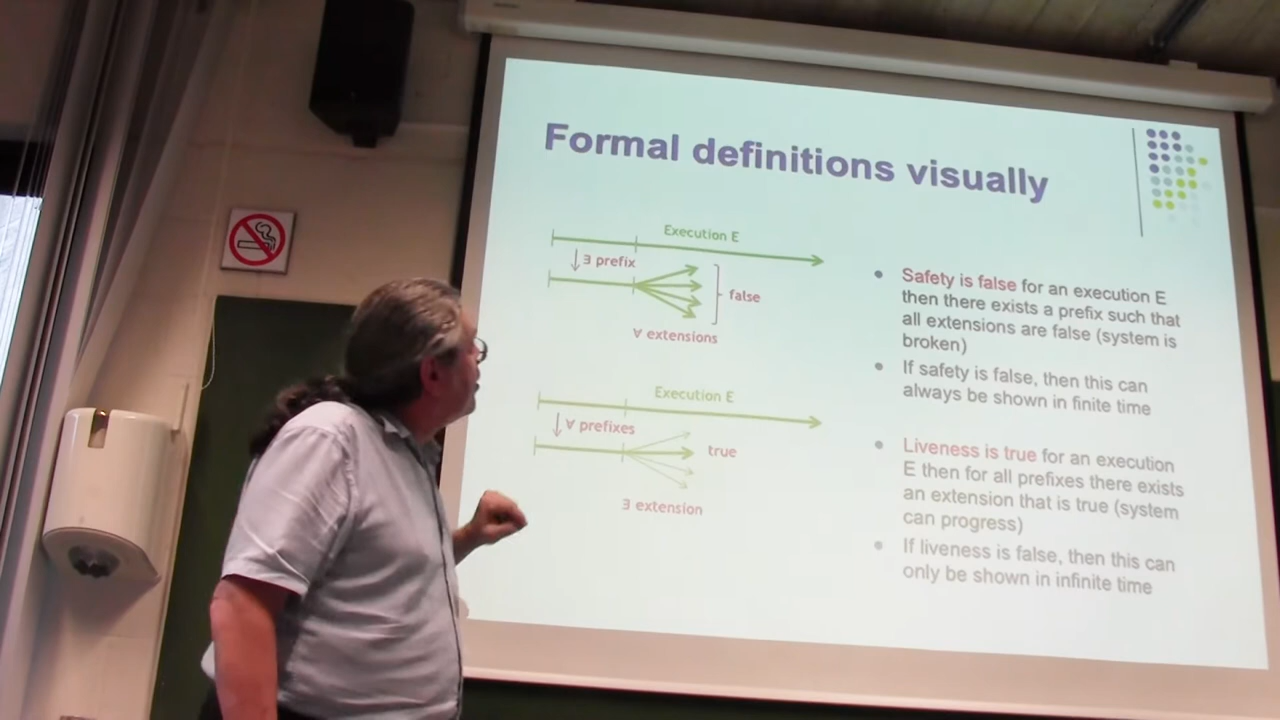 Formal definitions visually
Execution E
∃ prefix
false
∀ extensions
Execution E
∀ prefixes
true
∃ extension
Safety is false for an execution E
then there exists a prefix such that
all extensions are false (system is
broken)
If safety is false, then this can
always be shown in finite time
Liveness is true for an execution
E then for all prefixes there exists
an extension that is true (system
can progress)
If liveness is false, then this can
only be shown in infinite time